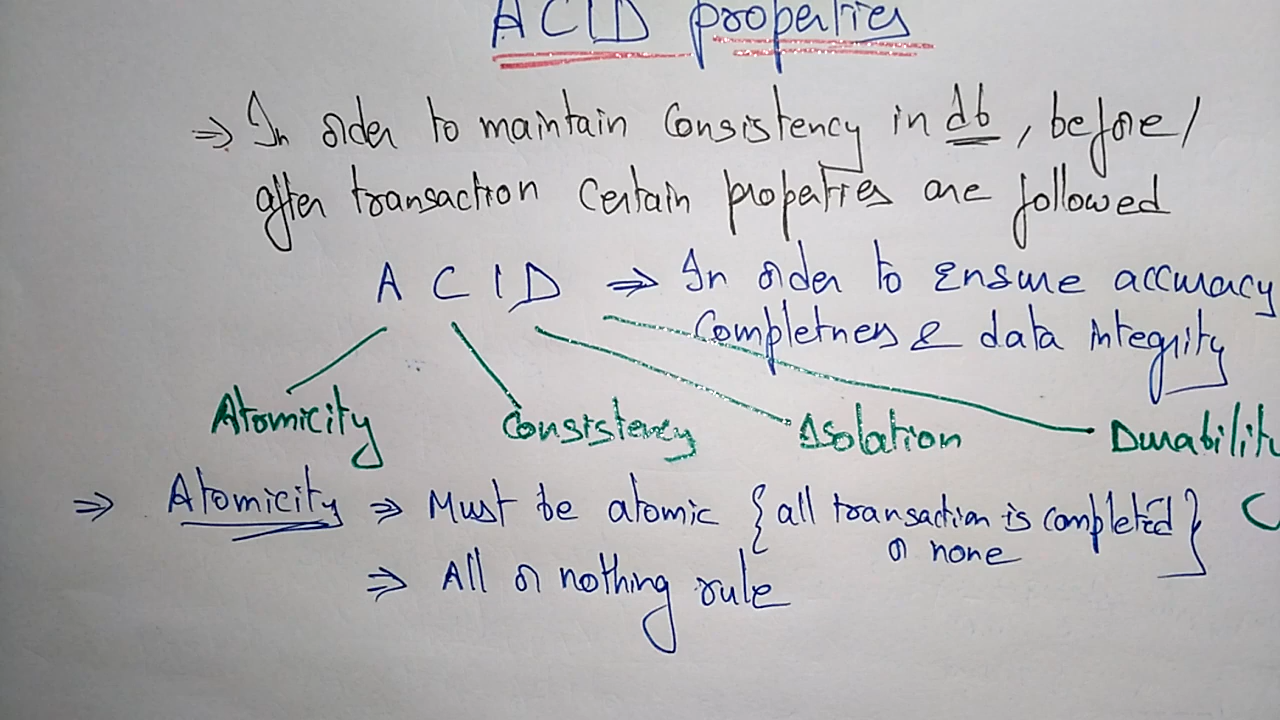 ACID properties
⇒ In order to maintain Consistency in db, before/
after transaction Certain properties are followed
A C I D ⇒ In order to Ensure accuracy
Completness & data integrity
Atomicity Consistency Isolation Durabilit
⇒ Atomicity ⇒ Must be atomic {all transaction is completed}
or none
⇒ All or nothing rule